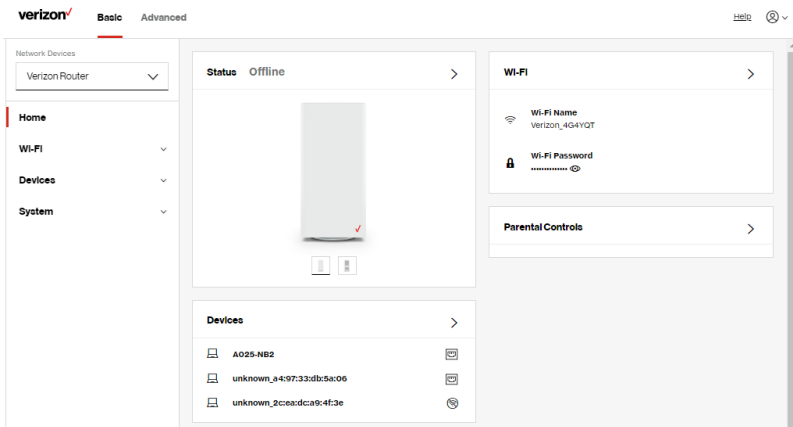 verizon✓ Basic Advanced Help
Network Devices
Verizon Router
Home
Wi-Fi
Devices
System
Status Offline
Devices
A025-NB2
unknown_a4:97:33:db:5a:06
unknown_2c:ea:dc:a9:4f:3e
Wi-Fi
Wi-Fi Name
Verizon_4G4YQT
Wi-Fi Password
••••••••••••••
Parental Controls